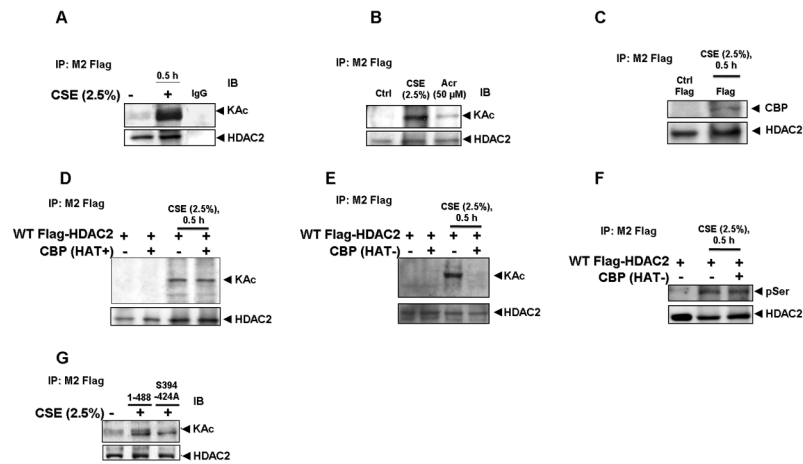 A
IP: M2 Flag
0.5 h
IB
CSE (2.5%) - + IgG
KAc
HDAC2
B
IP: M2 Flag
Ctrl CSE (2.5%) Acr (50 µM) IB
KAc
HDAC2
C
IP: M2 Flag
CSE (2.5%),
0.5 h
Ctrl Flag
Flag
CBP
HDAC2
D
IP: M2 Flag
CSE (2.5%),
0.5 h
WT Flag-HDAC2 + + + +
CBP (HAT+) - + - +
KAc
HDAC2
E
IP: M2 Flag
CSE (2.5%),
0.5 h
WT Flag-HDAC2 + + + +
CBP (HAT-) - + - +
KAc
HDAC2
F
IP: M2 Flag
CSE (2.5%),
0.5 h
WT Flag-HDAC2 + + +
CBP (HAT-) - - +
pSer
HDAC2
G
IP: M2 Flag
1-488 S394 -424A IB
CSE (2.5%) - + +
KAc
HDAC2